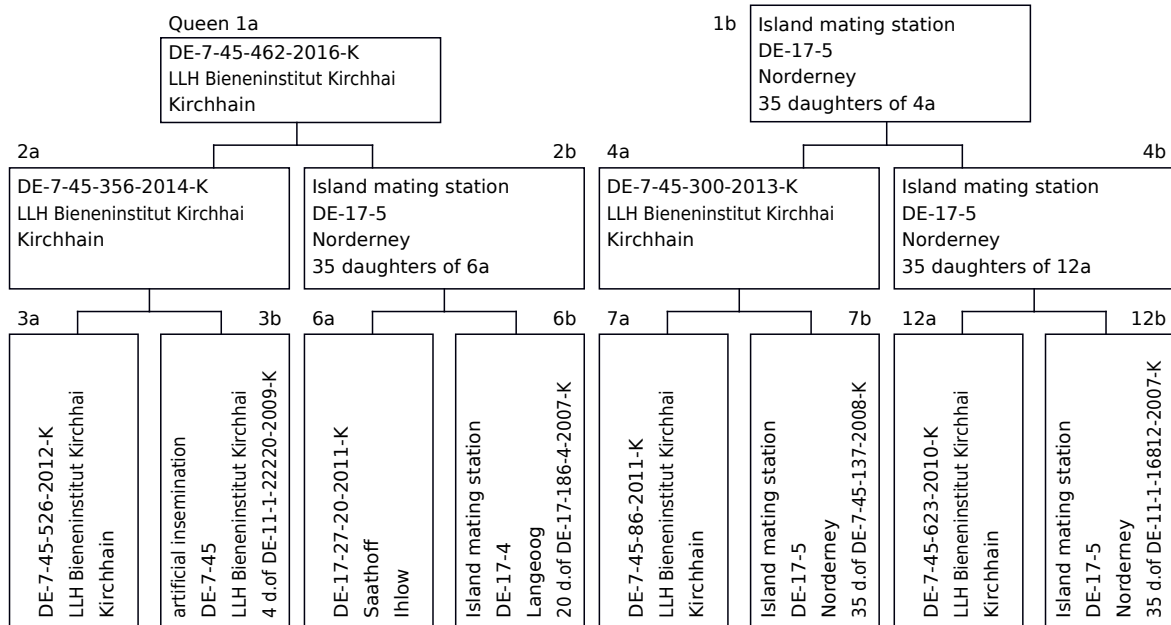 Queen 1a
DE-7-45-462-2016-K
LLH Bieneninstitut Kirchhai
Kirchhain
1b
Island mating station
DE-17-5
Norderney
35 daughters of 4a
2a
DE-7-45-356-2014-K
LLH Bieneninstitut Kirchhai
Kirchhain
2b
Island mating station
DE-17-5
Norderney
35 daughters of 6a
4a
DE-7-45-300-2013-K
LLH Bieneninstitut Kirchhai
Kirchhain
4b
Island mating station
DE-17-5
Norderney
35 daughters of 12a
3a
DE-7-45-526-2012-K
LLH Bieneninstitut Kirchhai
Kirchhain
3b
artificial insemination
DE-7-45
LLH Bieneninstitut Kirchhai
4 d.of DE-11-1-22220-2009-K
6a
DE-17-27-20-2011-K
Saathoff
Ihlow
6b
Island mating station
DE-17-4
Langeoog
20 d.of DE-17-186-4-2007-K
7a
DE-7-45-86-2011-K
LLH Bieneninstitut Kirchhai
Kirchhain
7b
Island mating station
DE-17-5
Norderney
35 d.of DE-7-45-137-2008-K
12a
DE-7-45-623-2010-K
LLH Bieneninstitut Kirchhai
Kirchhain
12b
Island mating station
DE-17-5
Norderney
35 d.of DE-11-1-16812-2007-K